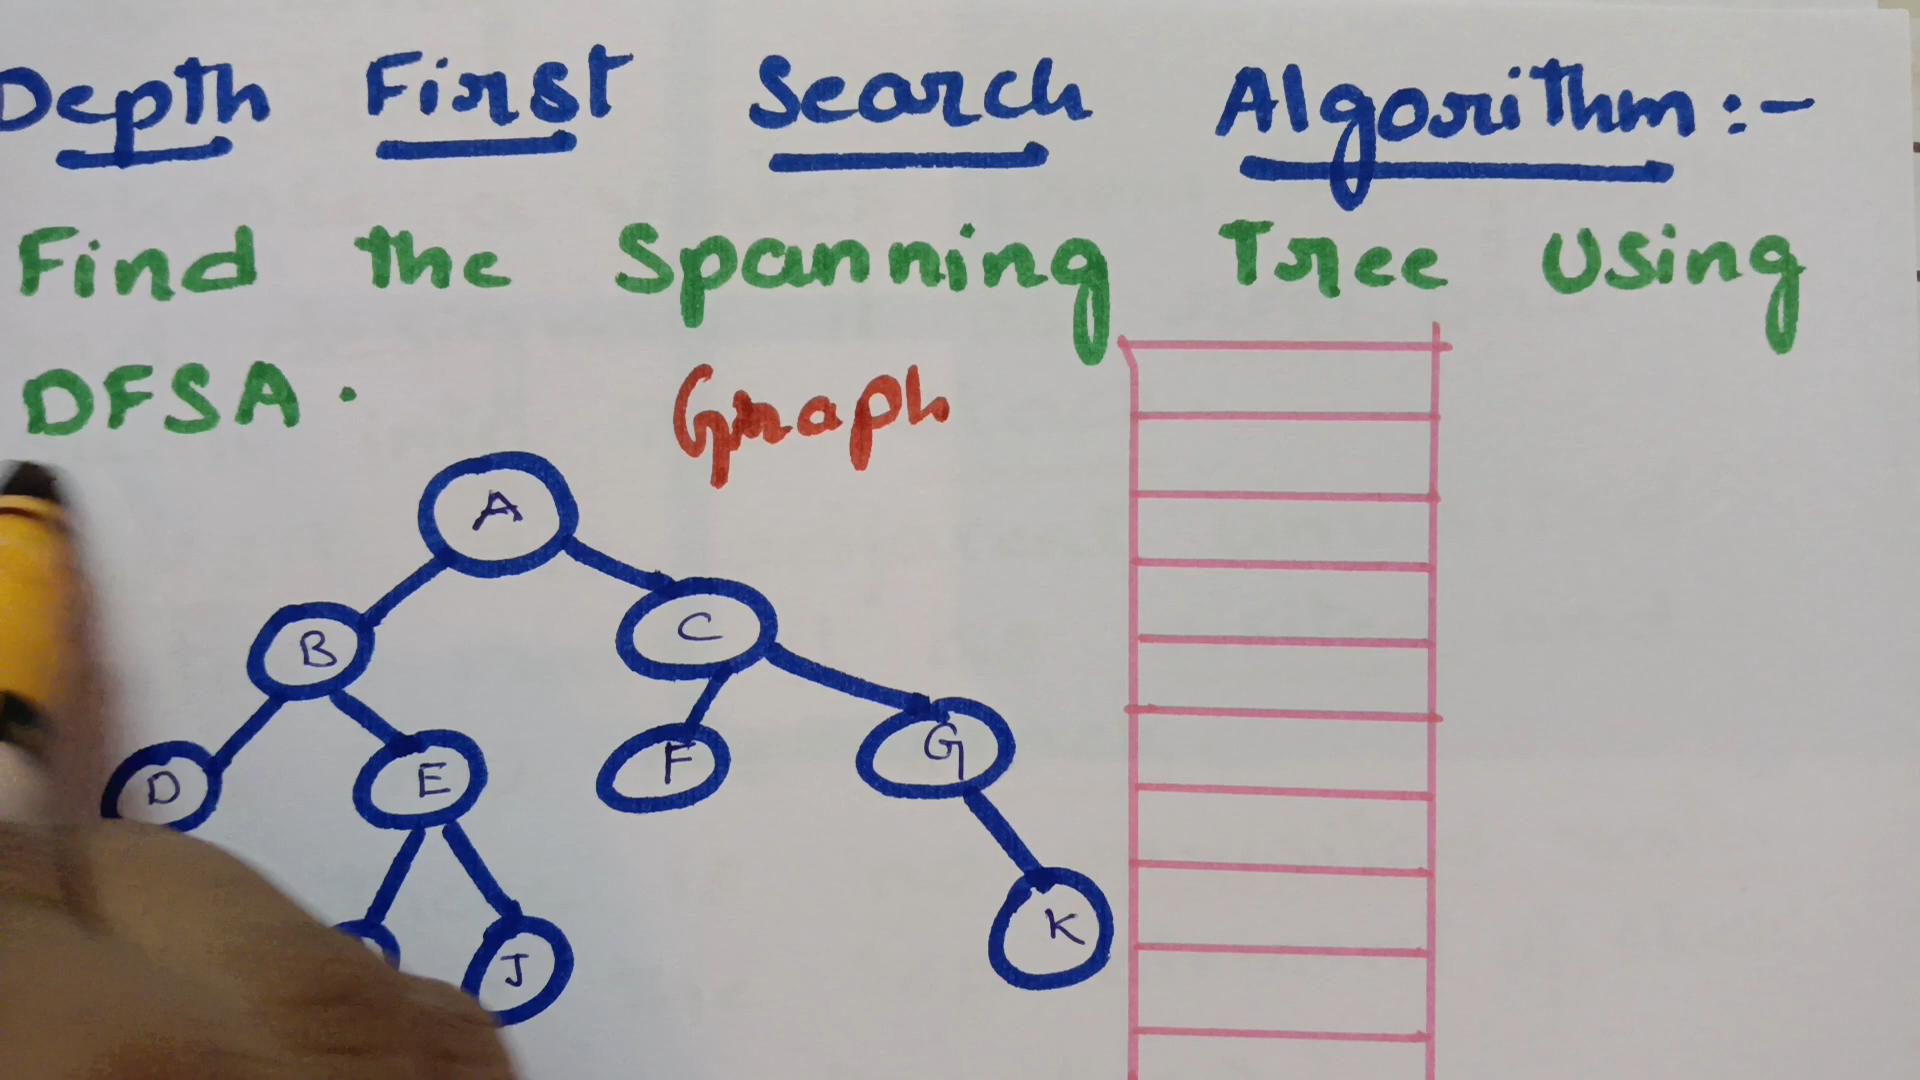 Depth First Search Algorithm:-
Find the Spanning Tree Using
DFSA.
Graph
A
B
C
D
E
F
G
J
K